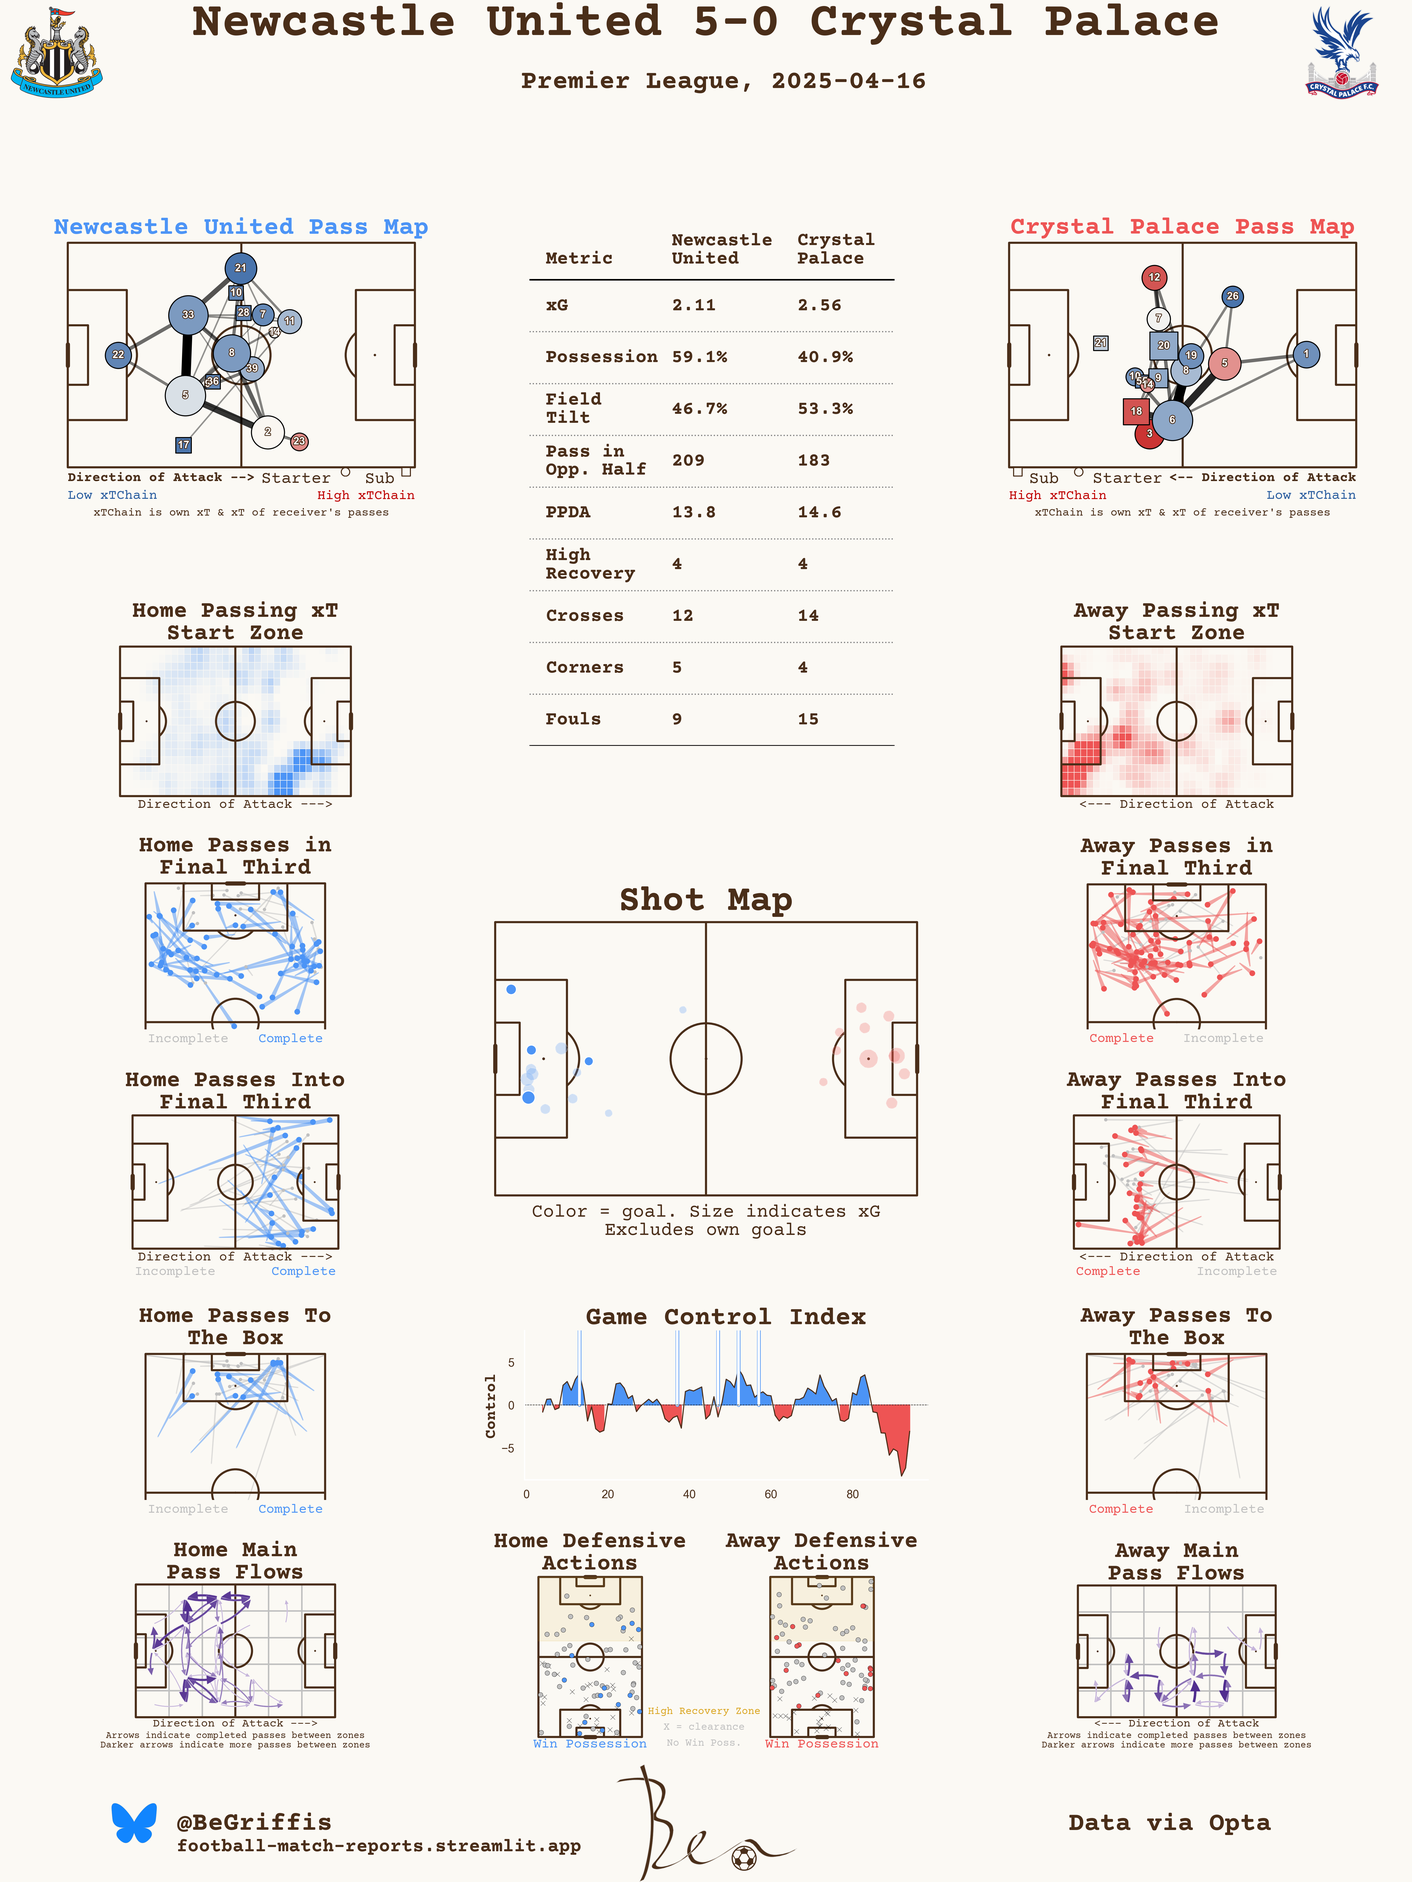 Newcastle United 5-0 Crystal Palace
Premier League, 2025-04-16
NEWCASTLE UNITED
CRYSTAL PALACE F.C.
Newcastle United Pass Map
21
10
33
28
7
11
14
22
8
39
36
5
2
17
23
Direction of Attack --> Starter Sub
Low xTChain High xTChain
xTChain is own xT & xT of receiver's passes
Metric Newcastle United Crystal Palace
xG 2.11 2.56
Possession 59.1% 40.9%
Field Tilt 46.7% 53.3%
Pass in Opp. Half 209 183
PPDA 13.8 14.6
High Recovery 4 4
Crosses 12 14
Corners 5 4
Fouls 9 15
Crystal Palace Pass Map
12
26
7
21
20
19
1
5
8
10
9
14
18
6
3
Sub Starter <-- Direction of Attack
High xTChain Low xTChain
xTChain is own xT & xT of receiver's passes
Home Passing xT
Start Zone
Direction of Attack --->
Away Passing xT
Start Zone
<--- Direction of Attack
Home Passes in
Final Third
Incomplete Complete
Away Passes in
Final Third
Complete Incomplete
Shot Map
Color = goal. Size indicates xG
Excludes own goals
Home Passes Into
Final Third
Direction of Attack --->
Incomplete Complete
Away Passes Into
Final Third
<--- Direction of Attack
Complete Incomplete
Home Passes To
The Box
Incomplete Complete
Game Control Index
Control
5
0
−5
0 20 40 60 80
Away Passes To
The Box
Complete Incomplete
Home Main
Pass Flows
Direction of Attack --->
Arrows indicate completed passes between zones
Darker arrows indicate more passes between zones
Home Defensive
Actions
Win Possession
Away Defensive
Actions
Win Possession
High Recovery Zone
X = clearance
No Win Poss.
Away Main
Pass Flows
<--- Direction of Attack
Arrows indicate completed passes between zones
Darker arrows indicate more passes between zones
@BeGriffis
football-match-reports.streamlit.app
Ben
Data via Opta